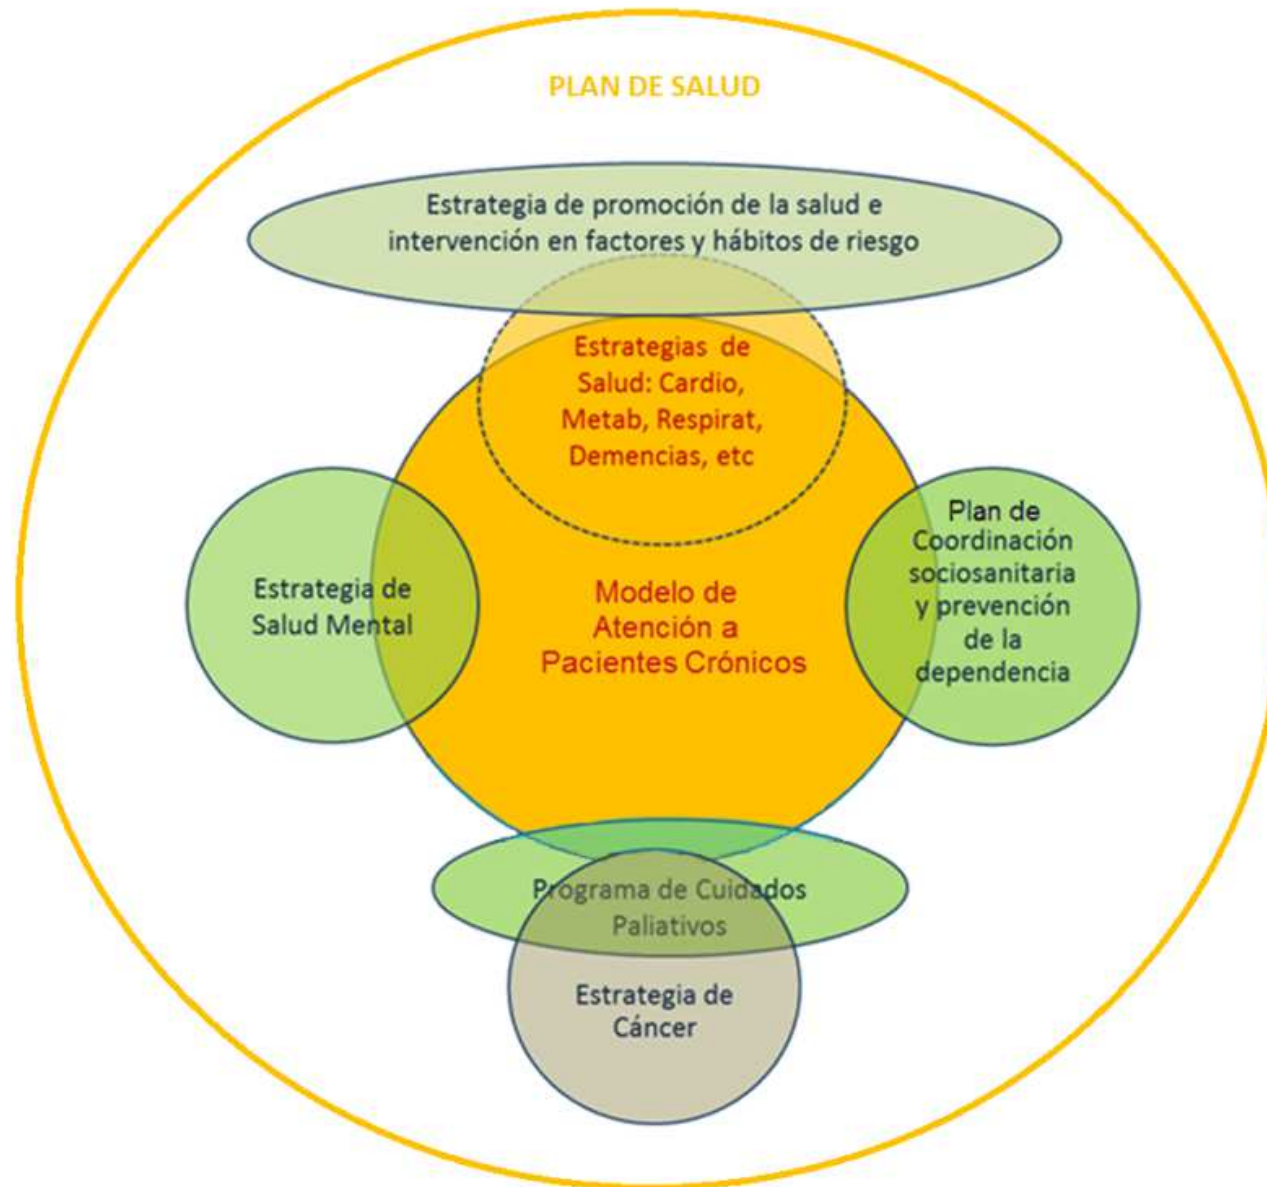 PLAN DE SALUD
Estrategia de promoción de la salud e
intervención en factores y hábitos de riesgo
Estrategias de
Salud: Cardio,
Metab, Respirat,
Demencias, etc
Estrategia de
Salud Mental
Modelo de
Atención a
Pacientes Crónicos
Plan de
Coordinación
sociosanitaria
y prevención
de la
dependencia
Programa de Cuidados
Paliativos
Estrategia de
Cáncer